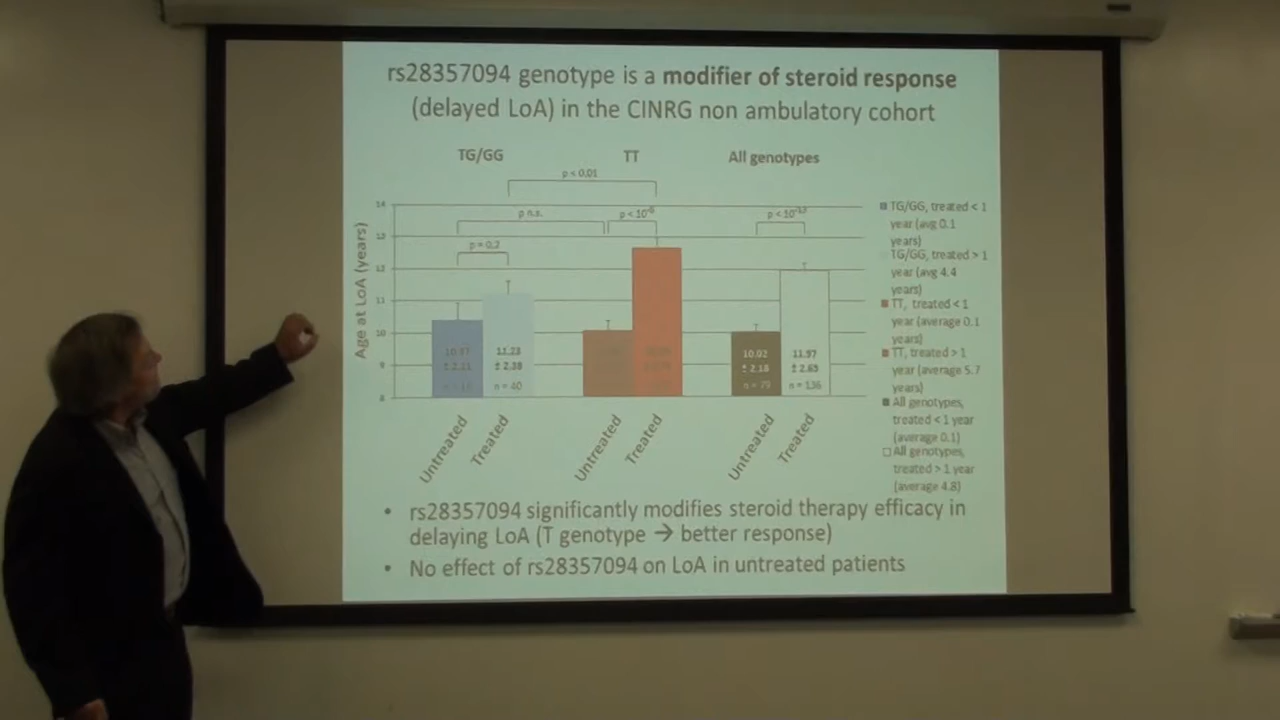 rs28357094 genotype is a modifier of steroid response
(delayed LoA) in the CINRG non ambulatory cohort
TG/GG TT All genotypes
p < 0.01
p n.s. p < 10 p < 10
p = 0.2
Age at LoA (years)
14
13
12
11
10
9
8
11.23 10.02 11.97
± 2.38 ± 2.18 ± 2.69
n = 40 n = 79 n = 136
Untreated Treated Untreated Treated Untreated Treated
TG/GG, treated < 1
year (avg 0.1
years)
TG/GG, treated > 1
year (avg 4.4
years)
TT, treated < 1
year (average 0.1
years)
TT, treated > 1
year (average 5.7
years)
All genotypes,
treated < 1 year
(average 0.1)
All genotypes,
treated > 1 year
(average 4.8)
• rs28357094 significantly modifies steroid therapy efficacy in
delaying LoA (T genotype → better response)
• No effect of rs28357094 on LoA in untreated patients